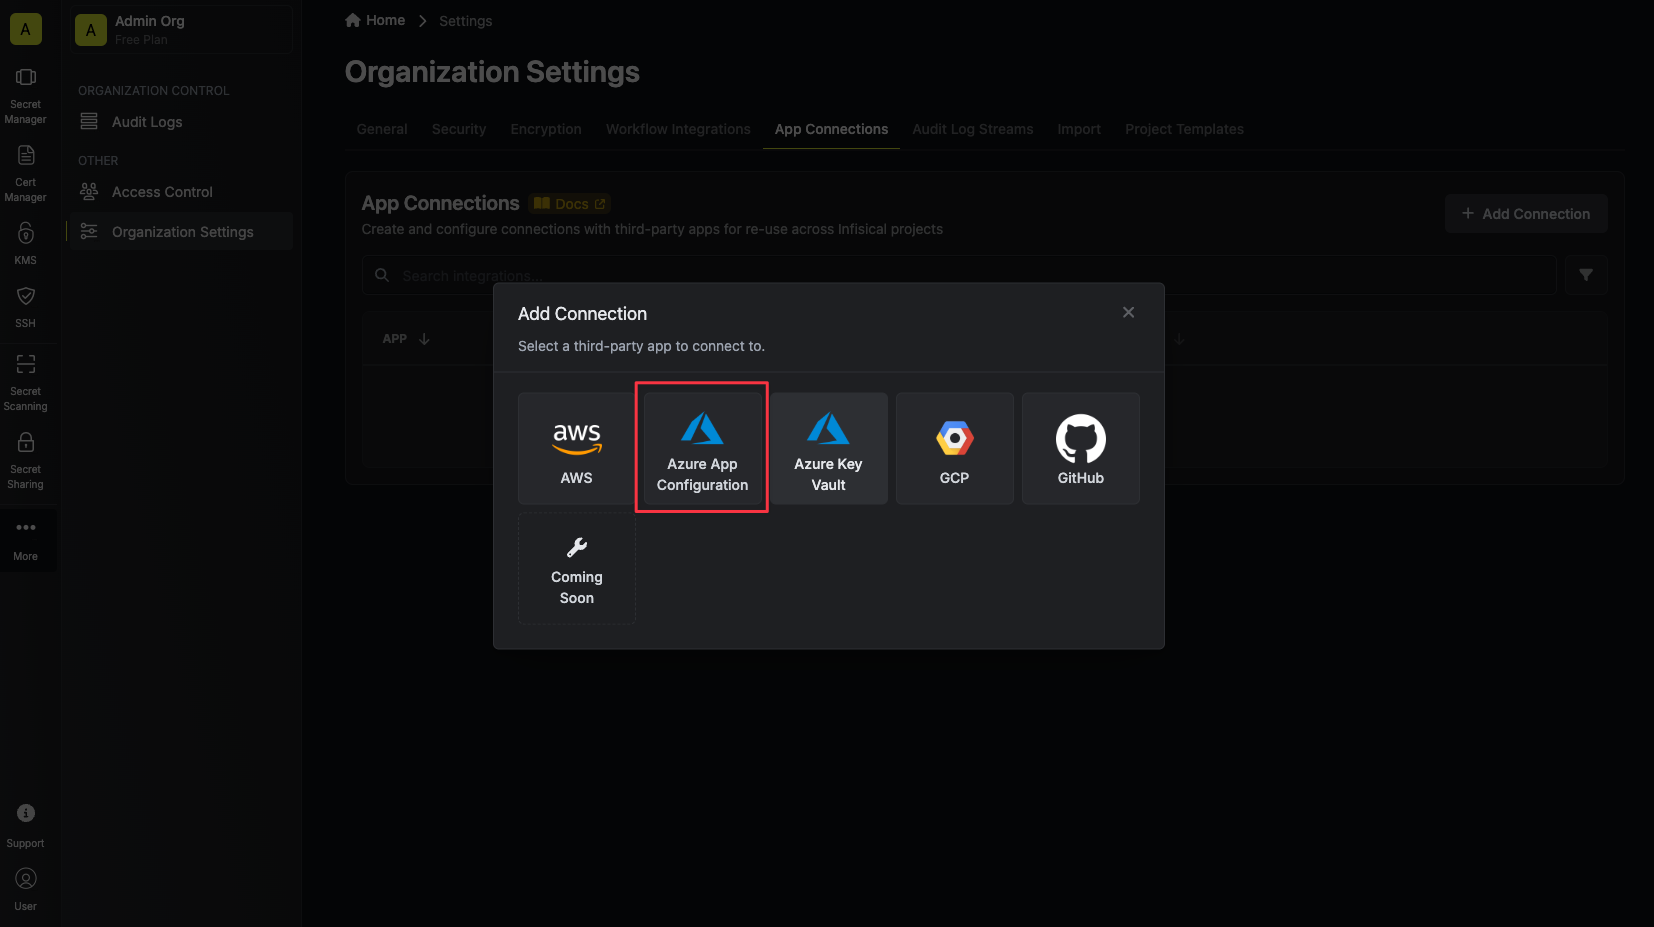 A
Secret
Manager
Cert
Manager
KMS
SSH
Secret
Scanning
Secret
Sharing
More
Support
User
A
Admin Org
Free Plan
ORGANIZATION CONTROL
Audit Logs
OTHER
Access Control
Organization Settings
Home
Settings
Organization Settings
General
Security
Encryption
Workflow Integrations
App Connections
Audit Log Streams
Import
Project Templates
App Connections
Docs
Create and configure connections with third-party apps for re-use across Infisical projects
+ Add Connection
Search integrations...
APP
Add Connection
Select a third-party app to connect to.
aws
AWS
Azure App
Configuration
Azure Key
Vault
GCP
GitHub
Coming
Soon